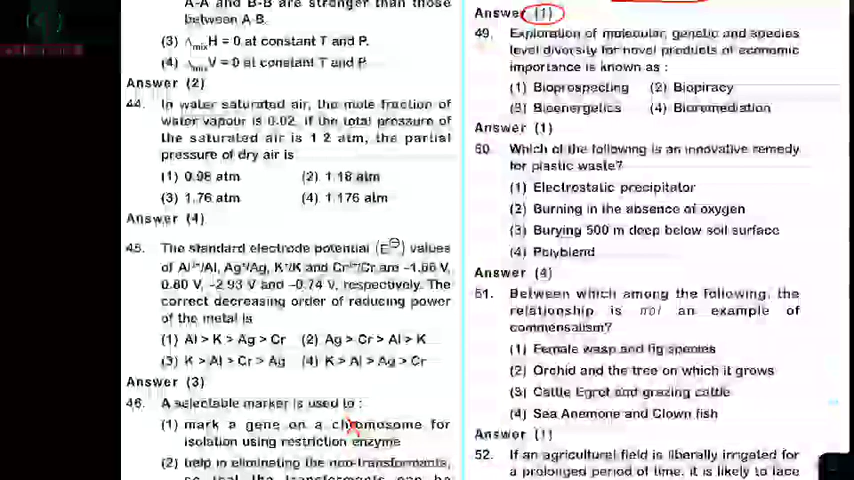 A-A and B-B are stronger than those
between A-B.
(3) ΔmixH = 0 at constant T and P.
(4) ΔmixV = 0 at constant T and P
Answer (2)
44. In water saturated air, the mole fraction of
water vapour is 0.02. If the total pressure of
the saturated air is 1 2 atm, the partial
pressure of dry air is
(1) 0.98 atm (2) 1.18 atm
(3) 1.76 atm (4) 1 176 atm
Answer (4)
45. The standard electrode potential (E⊖) values
of Al3+/Al, Ag+/Ag, K+/K and Cr3+/Cr are -1.66 V,
0.80 V, -2.93 V and -0.74 V, respectively. The
correct decreasing order of reducing power
of the metal is
(1) Al > K > Ag > Cr (2) Ag > Cr > Al > K
(3) K > Al > Cr > Ag (4) K > Al > Ag > Cr
Answer (3)
46. A selectable marker is used to :
(1) mark a gene on a chromosome for
isolation using restriction enzyme
(2) help in eliminating the non-transformants,
so that the transformants can be
Answer (1)
49. Exploration of molecular, genetic and species
level diversity for novel products of economic
importance is known as :
(1) Bioprospecting (2) Biopiracy
(3) Bioenergetics (4) Bioremediation
Answer (1)
50. Which of the following is an innovative remedy
for plastic waste?
(1) Electrostatic precipitator
(2) Burning in the absence of oxygen
(3) Burying 500 m deep below soil surface
(4) Polyblend
Answer (4)
51. Between which among the following, the
relationship is not an example of
commensalism?
(1) Female wasp and fig species
(2) Orchid and the tree on which it grows
(3) Cattle Egret and grazing cattle
(4) Sea Anemone and Clown fish
Answer (1)
52. If an agricultural field is liberally irrigated for
a prolonged period of time, it is likely to face